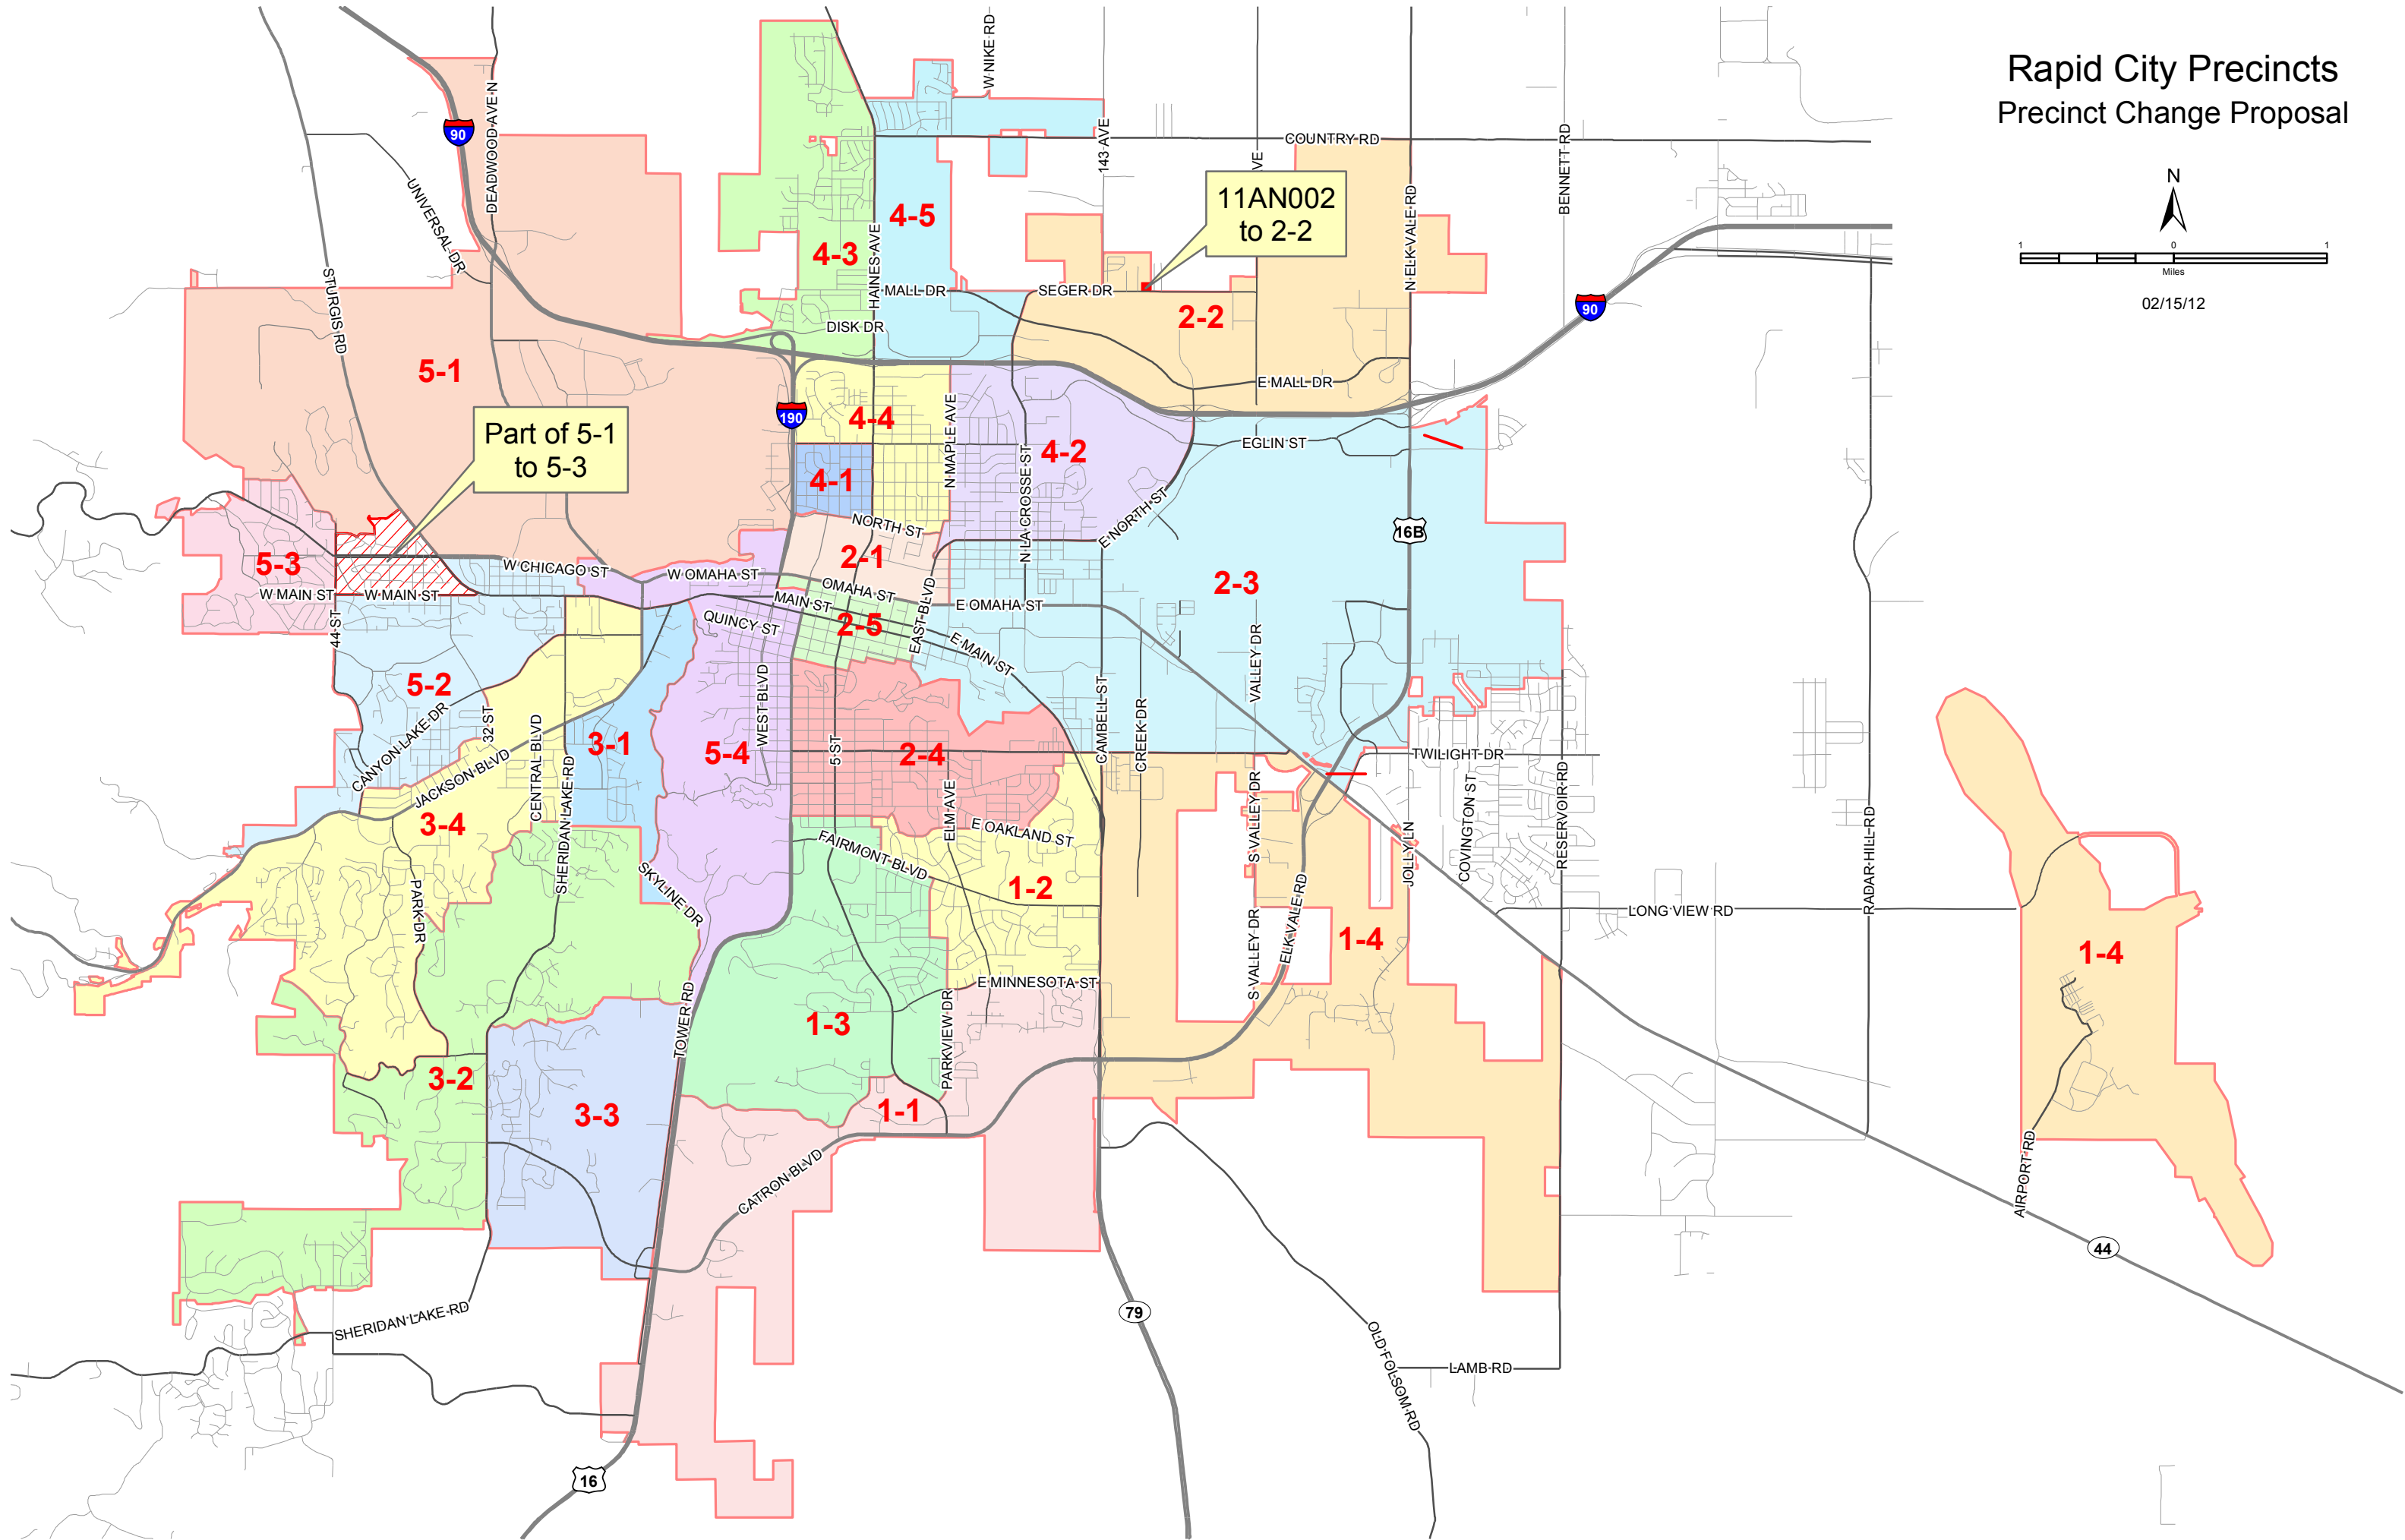 Rapid City Precincts
Precinct Change Proposal
N
1 0 1
Miles
02/15/12
W NIKE RD
90
DEADWOOD AVE N
143 AVE
COUNTRY RD
VE
BENNETT RD
11AN002
to 2-2
UNIVERSAL DR
4-5
N ELK VALE RD
4-3
HAINES AVE
STURGIS RD
MALL DR
SEGER DR
2-2
90
DISK DR
5-1
E MALL DR
190
4-4
N MAPLE AVE
Part of 5-1
to 5-3
EGLIN ST
4-2
4-1
N LA CROSSE ST
NORTH ST
E NORTH ST
16B
5-3
2-1
W CHICAGO ST
W OMAHA ST
2-3
OMAHA ST
W MAIN ST
W MAIN ST
MAIN ST
E OMAHA ST
44 ST
QUINCY ST
2-5
EAST BLVD
E MAIN ST
VALLEY DR
5-2
CANYON LAKE DR
32 ST
WEST BLVD
CAMBELL ST
CREEK DR
CENTRAL BLVD
3-1
5-4
5 ST
2-4
TWILIGHT DR
JACKSON BLVD
SHERIDAN LAKE RD
S VALLEY DR
COVINGTON ST
RESERVOIR RD
3-4
ELM AVE
E OAKLAND ST
JOLLY LN
RADAR HILL RD
FAIRMONT BLVD
1-2
SKYLINE DR
PARK DR
S VALLEY DR
ELK VALE RD
LONG VIEW RD
1-4
1-4
E MINNESOTA ST
TOWER RD
1-3
PARKVIEW DR
3-2
3-3
1-1
CATRON BLVD
AIRPORT RD
44
SHERIDAN LAKE RD
79
OLD FOLSOM RD
LAMB RD
16